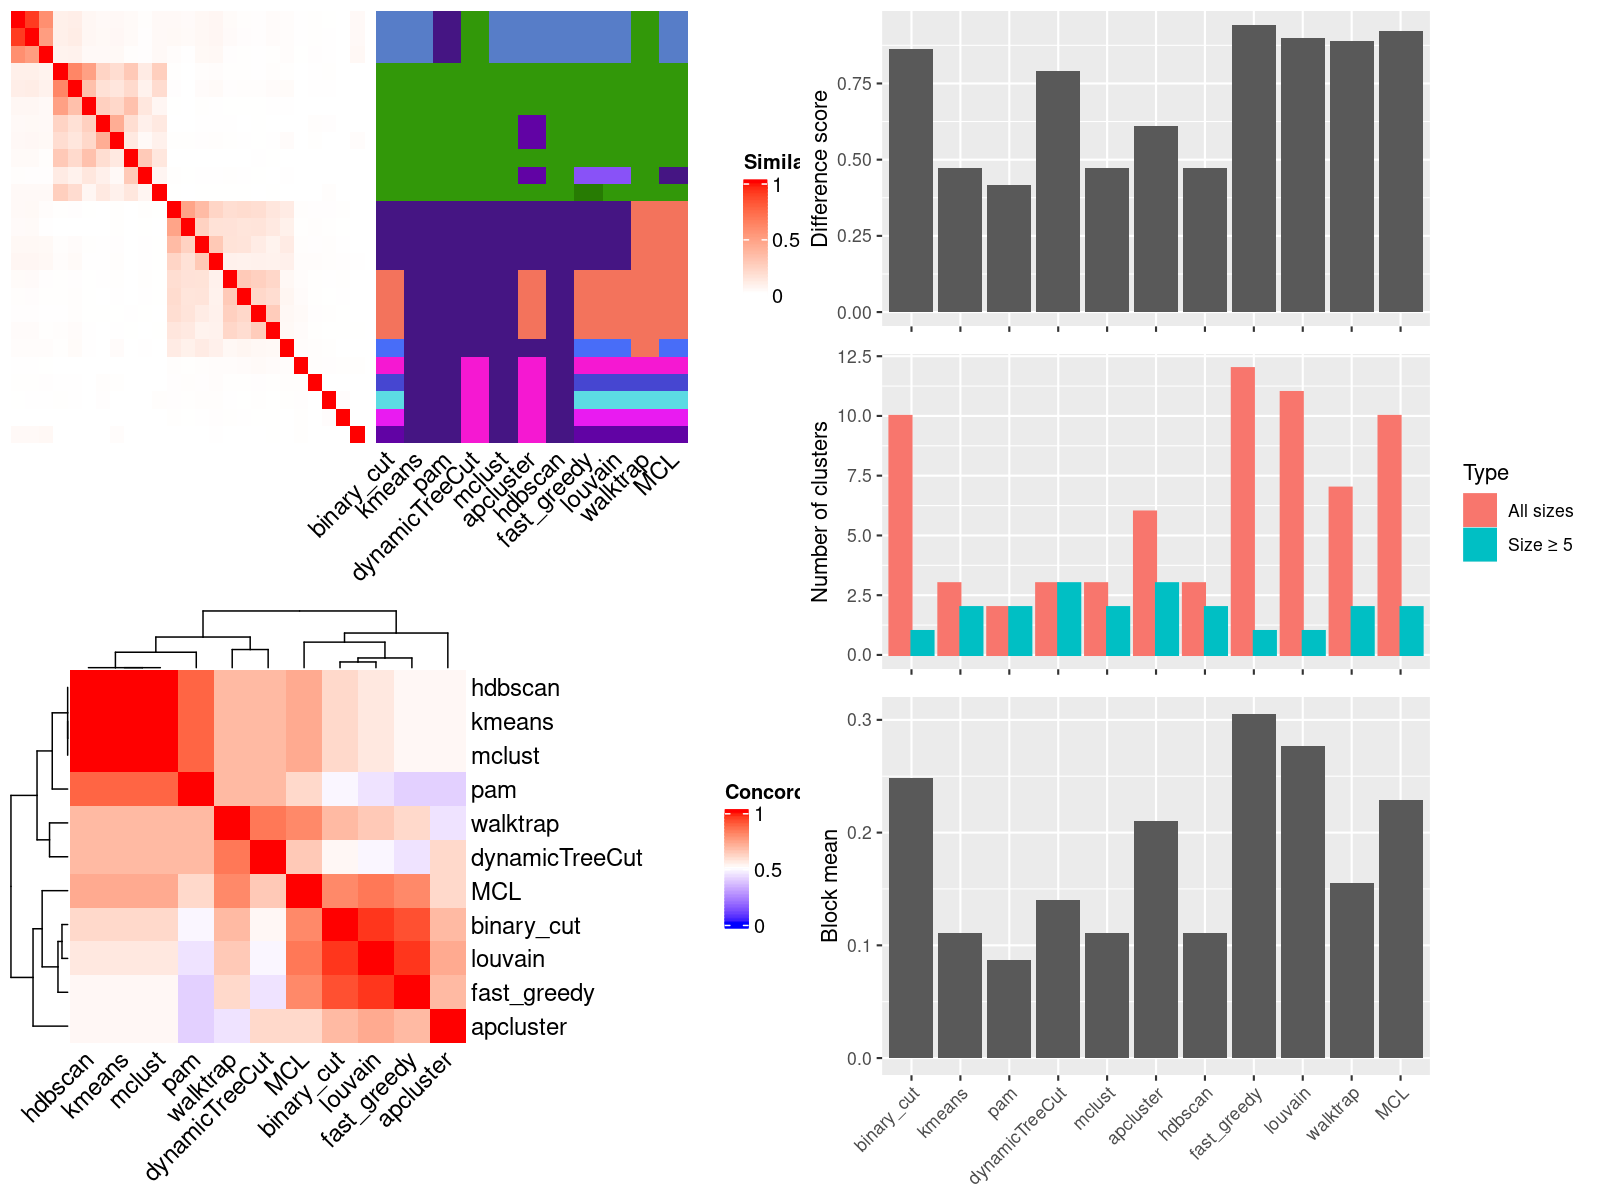 Simila
1
0.5
0
binary_cut
kmeans
pam
dynamicTreeCut
mclust
apcluster
hdbscan
fast_greedy
louvain
walktrap
MCL
hdbscan
kmeans
mclust
pam
walktrap
dynamicTreeCut
MCL
binary_cut
louvain
fast_greedy
apcluster
hdbscan
kmeans
mclust
pam
walktrap
dynamicTreeCut
MCL
binary_cut
louvain
fast_greedy
apcluster
Concord
1
0.5
0
Difference score
0.75
0.50
0.25
0.00
Number of clusters
12.5
10.0
7.5
5.0
2.5
0.0
Type
All sizes
Size ≥ 5
Block mean
0.3
0.2
0.1
0.0
binary_cut
kmeans
pam
dynamicTreeCut
mclust
apcluster
hdbscan
fast_greedy
louvain
walktrap
MCL